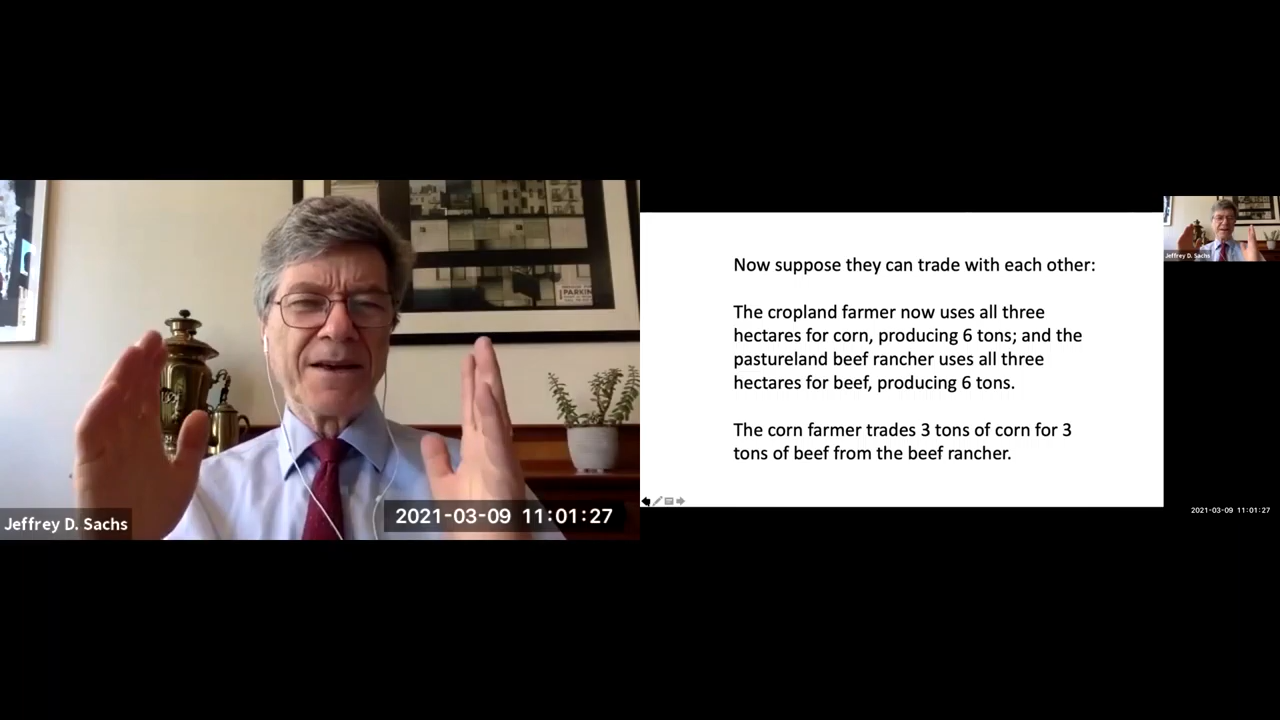 PARKIN
Jeffrey D. Sachs
2021-03-09 11:01:27
Now suppose they can trade with each other:
The cropland farmer now uses all three
hectares for corn, producing 6 tons; and the
pastureland beef rancher uses all three
hectares for beef, producing 6 tons.
The corn farmer trades 3 tons of corn for 3
tons of beef from the beef rancher.
Jeffrey D. Sachs
2021-03-09 11:01:27